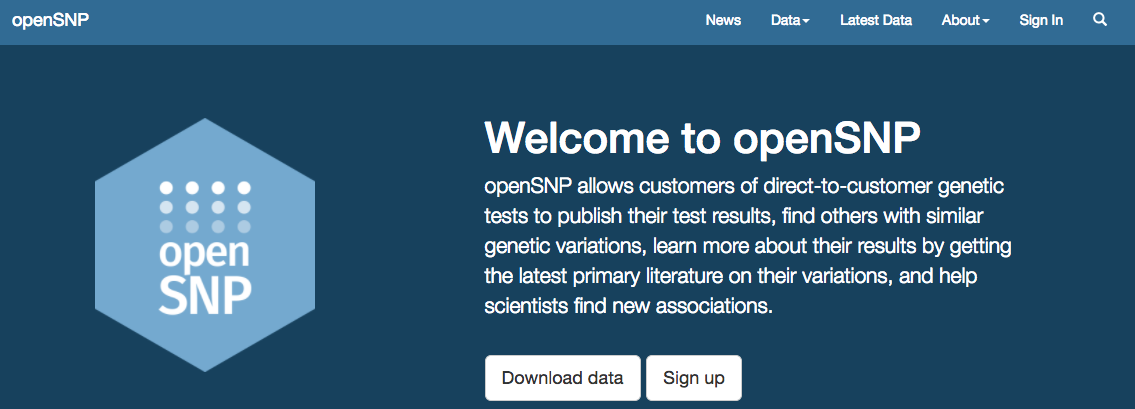 openSNP
News
Data
Latest Data
About
Sign In
open
SNP
Welcome to openSNP
openSNP allows customers of direct-to-customer genetic
tests to publish their test results, find others with similar
genetic variations, learn more about their results by getting
the latest primary literature on their variations, and help
scientists find new associations.
Download data
Sign up